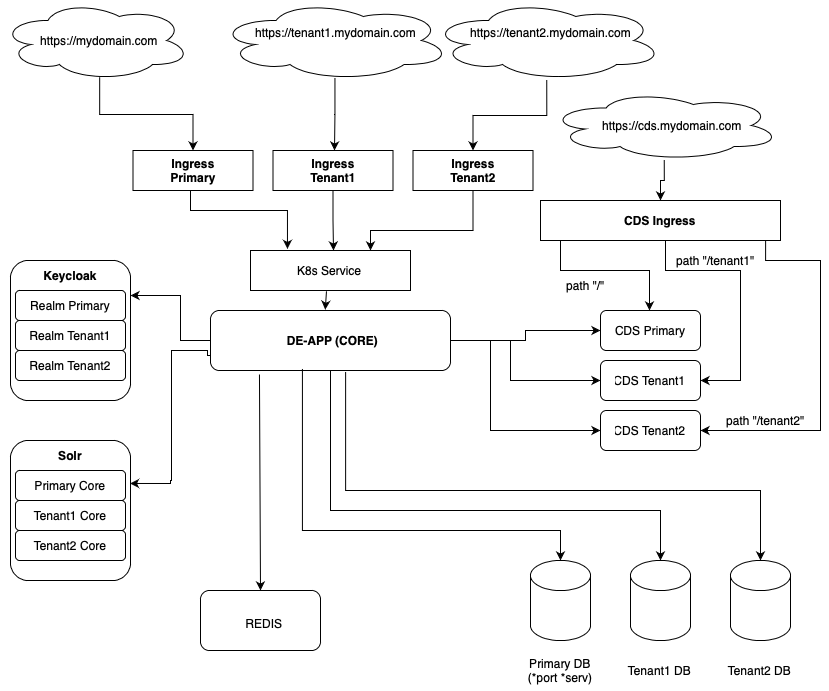 https://mydomain.com
https://tenant1.mydomain.com
https://tenant2.mydomain.com
https://cds.mydomain.com
Ingress
Primary
Ingress
Tenant1
Ingress
Tenant2
CDS Ingress
path "/tenant1"
path "/"
K8s Service
Keycloak
Realm Primary
Realm Tenant1
Realm Tenant2
DE-APP (CORE)
CDS Primary
CDS Tenant1
CDS Tenant2
path "/tenant2"
Solr
Primary Core
Tenant1 Core
Tenant2 Core
REDIS
Primary DB
(*port *serv)
Tenant1 DB
Tenant2 DB